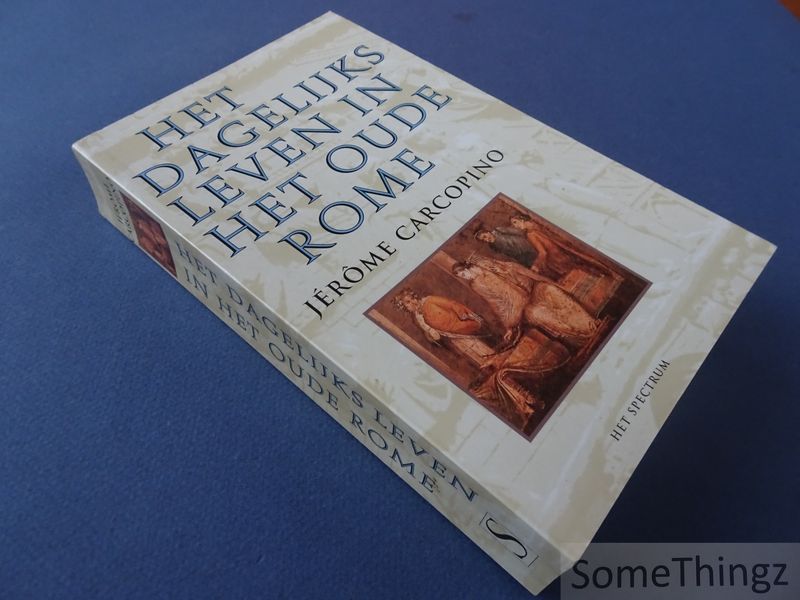 HET
DAGELIJKS
LEVEN IN
HET OUDE
ROME
JÉRÔME CARCOPINO
HET SPECTRUM
HET DAGELIJKS LEVEN
IN HET OUDE ROME
S
SomeThingz